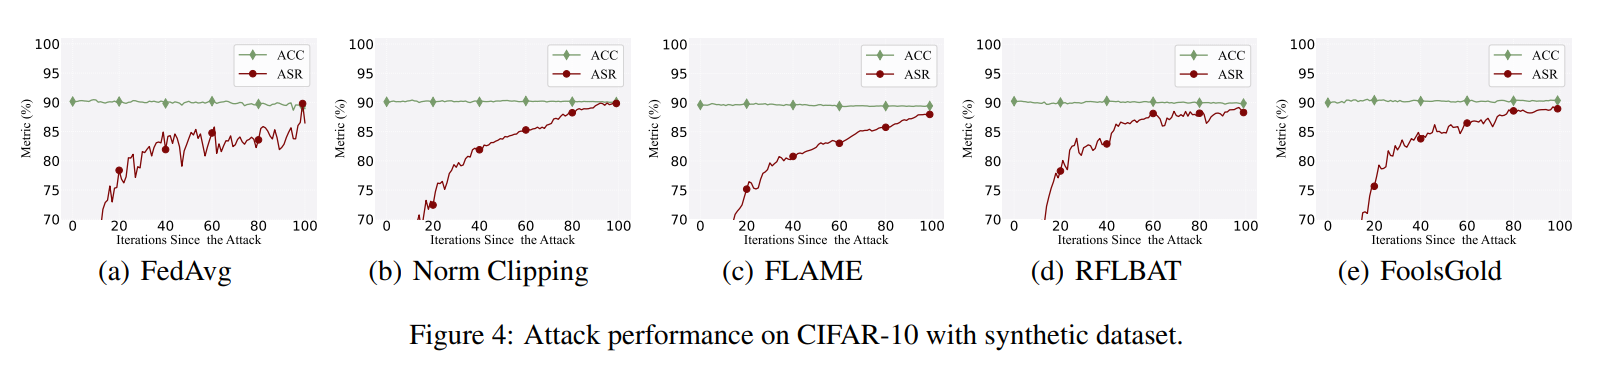 100
95
90
85
80
75
70
Metric (%)
ACC
ASR
0 20 40 60 80 100
Iterations Since the Attack
(a) FedAvg
100
95
90
85
80
75
70
Metric (%)
ACC
ASR
0 20 40 60 80 100
Iterations Since the Attack
(b) Norm Clipping
100
95
90
85
80
75
70
Metric (%)
ACC
ASR
0 20 40 60 80 100
Iterations Since the Attack
(c) FLAME
100
95
90
85
80
75
70
Metric (%)
ACC
ASR
0 20 40 60 80 100
Iterations Since the Attack
(d) RFLBAT
100
95
90
85
80
75
70
Metric (%)
ACC
ASR
0 20 40 60 80 100
Iterations Since the Attack
(e) FoolsGold
Figure 4: Attack performance on CIFAR-10 with synthetic dataset.